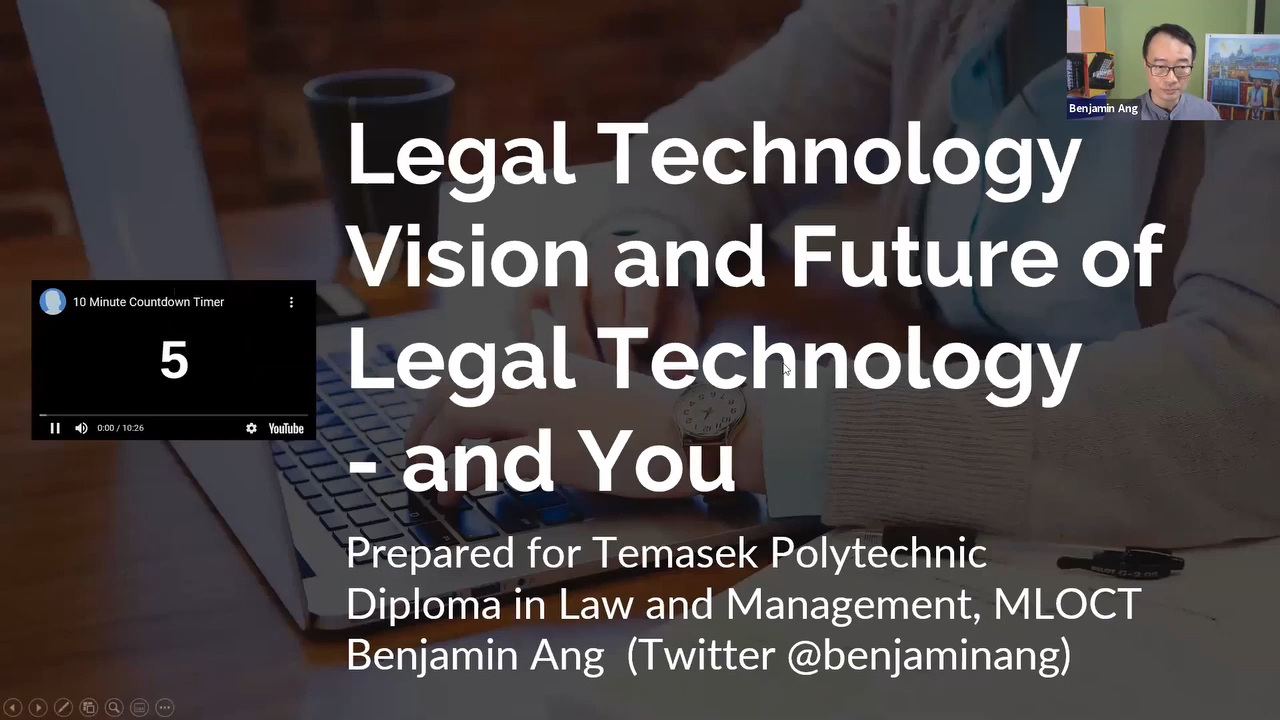 Benjamin Ang
Legal Technology
Vision and Future of
Legal Technology
- and You
10 Minute Countdown Timer
5
0:00 / 10:26
YouTube
Prepared for Temasek Polytechnic
Diploma in Law and Management, MLOCT
Benjamin Ang (Twitter @benjaminang)